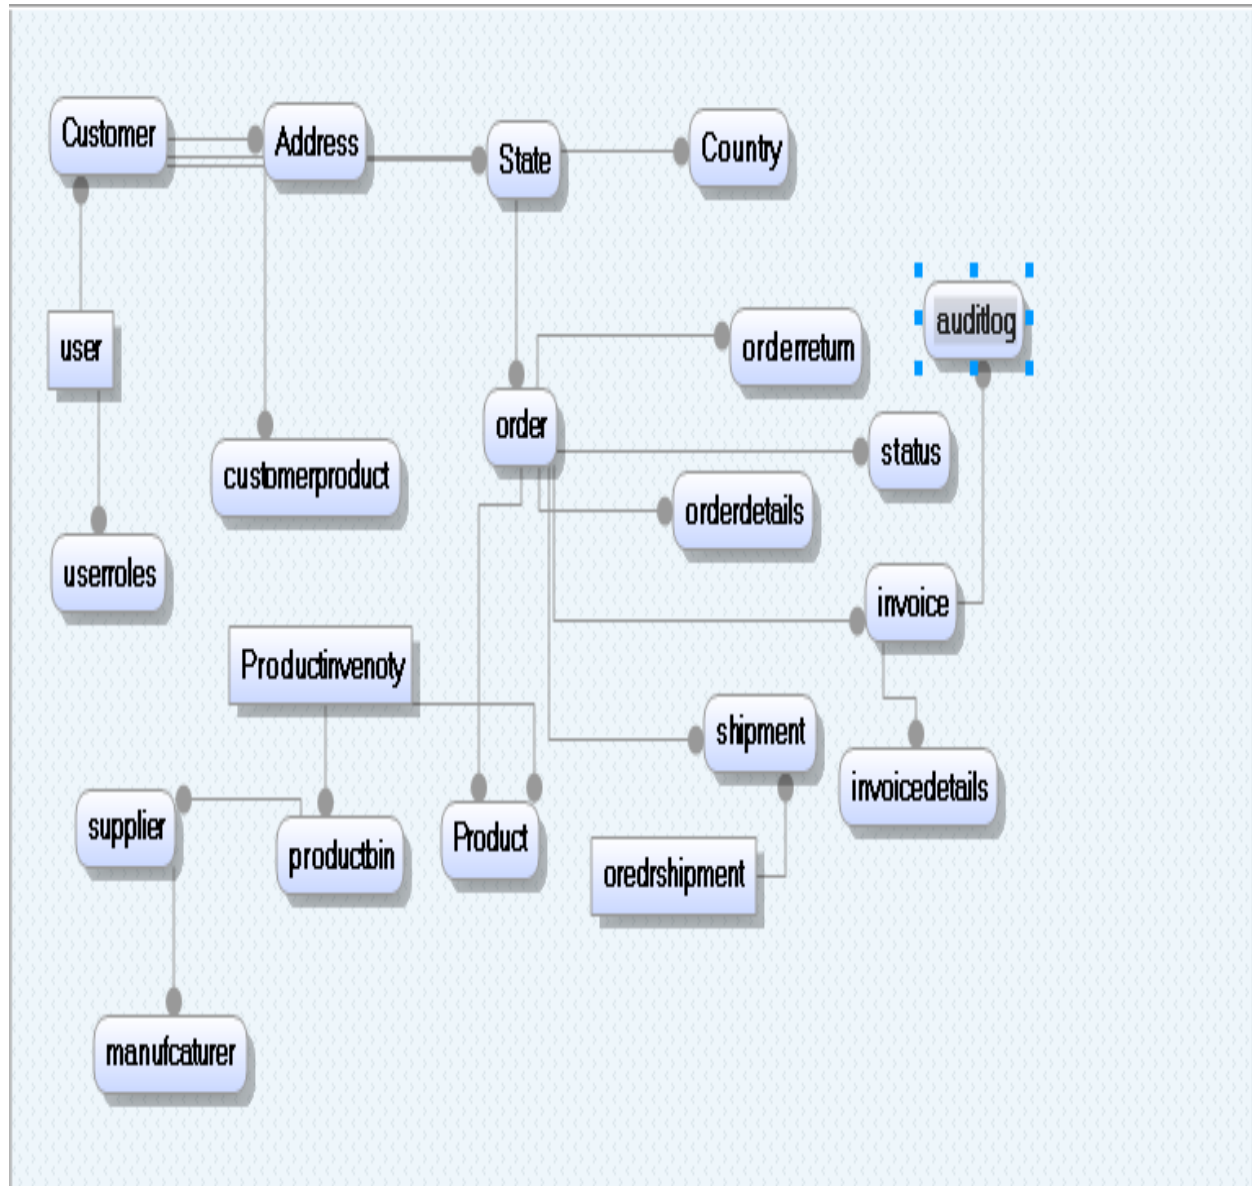 Customer
Address
State
Country
auditlog
user
orderreturn
order
status
customerproduct
orderdetails
userroles
invoice
Productinvenoty
shipment
invoicedetails
supplier
productbin
Product
oredrshipment
manufcaturer